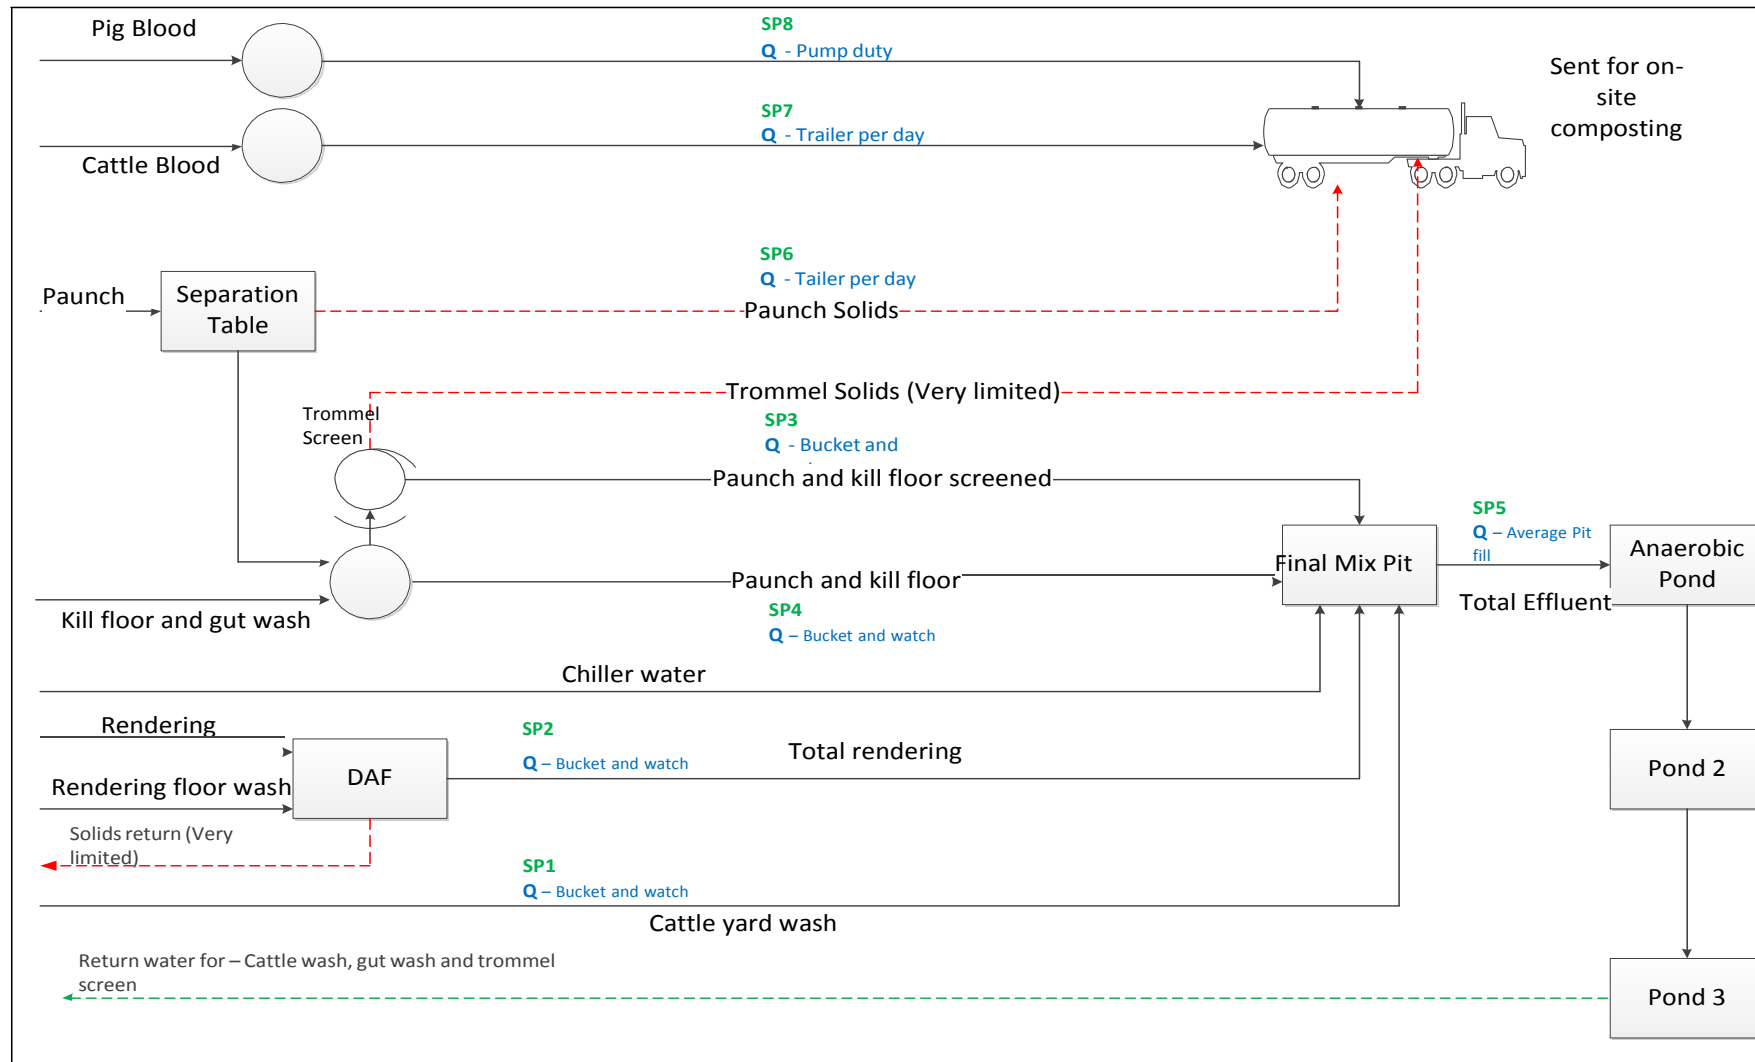 Pig Blood
SP8
Q - Pump duty
Sent for on-
site
composting
SP7
Q - Trailer per day
Cattle Blood
SP6
Q - Tailer per day
Paunch
Separation
Table
Paunch Solids
Trommel Solids (Very limited)
Trommel
Screen
SP3
Q - Bucket and
Paunch and kill floor screened
SP5
Q – Average Pit
fill
Anaerobic
Pond
Final Mix Pit
Paunch and kill floor
Total Effluent
SP4
Q – Bucket and watch
Kill floor and gut wash
Chiller water
Rendering
SP2
Q – Bucket and watch
Total rendering
DAF
Pond 2
Rendering floor wash
Solids return (Very
limited)
SP1
Q – Bucket and watch
Cattle yard wash
Return water for – Cattle wash, gut wash and trommel
screen
Pond 3